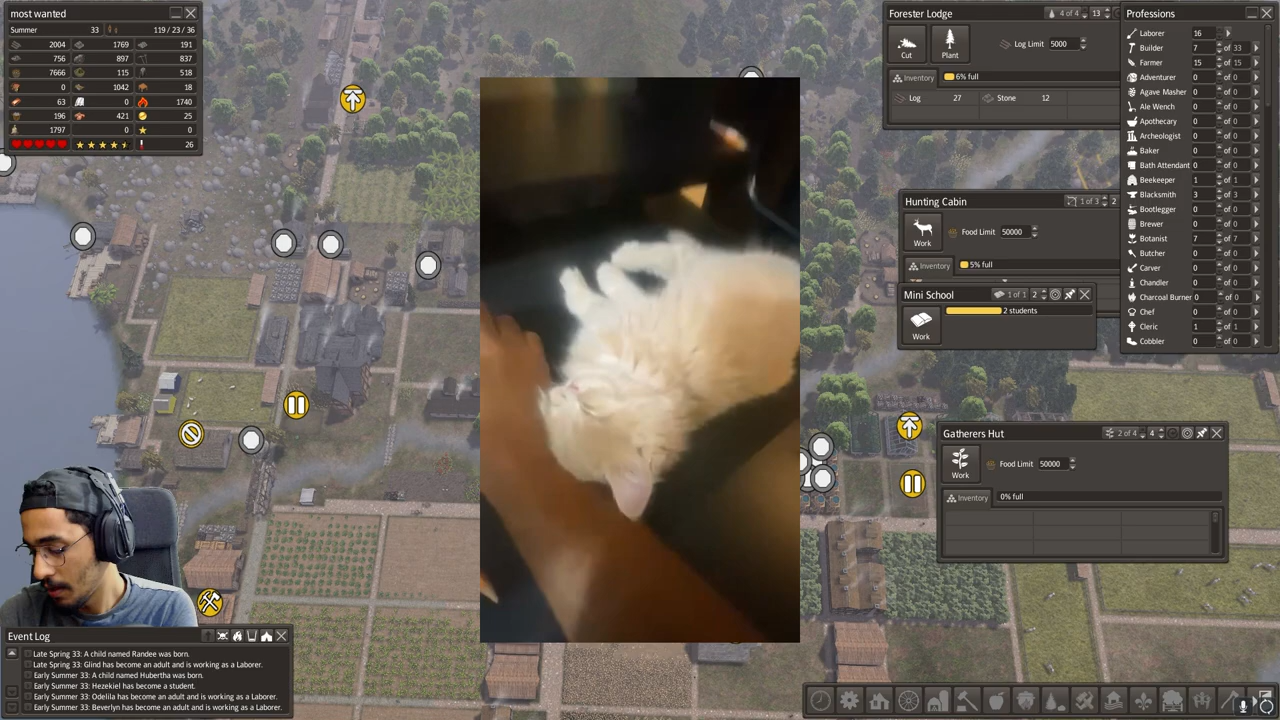 most wanted
Summer 33 119 / 23 / 36
2004 1769 191
756 897 837
7666 115 518
0 1042 18
63 0 1740
196 421 25
1797 0 0
26
Forester Lodge 4 of 4 13
Cut Plant Log Limit 5000
Inventory 6% full
Log 27 Stone 12
Hunting Cabin 1 of 3 2
Work Food Limit 50000
Inventory 5% full
Mini School 1 of 1 2
2 students
Work
Gatherers Hut 2 of 4 4
Work Food Limit 50000
Inventory 0% full
Professions
Laborer 16
Builder 7 of 33
Farmer 15 of 15
Adventurer 0 of 0
Agave Masher 0 of 0
Ale Wench 0 of 0
Apothecary 0 of 0
Archeologist 0 of 0
Baker 0 of 0
Bath Attendant 0 of 0
Beekeeper 1 of 1
Blacksmith 3 of 3
Bootlegger 0 of 0
Brewer 0 of 0
Botanist 7 of 7
Butcher 0 of 0
Carver 0 of 0
Chandler 0 of 0
Charcoal Burner 0 of 0
Chef 0 of 0
Cleric 1 of 1
Cobbler 0 of 0
Event Log
Late Spring 33: A child named Randee was born.
Late Spring 33: Glind has become an adult and is working as a Laborer.
Early Summer 33: A child named Hubertha was born.
Early Summer 33: Hezekiel has become a student.
Early Summer 33: Odelila has become an adult and is working as a Laborer.
Early Summer 33: Beverlyn has become an adult and is working as a Laborer.